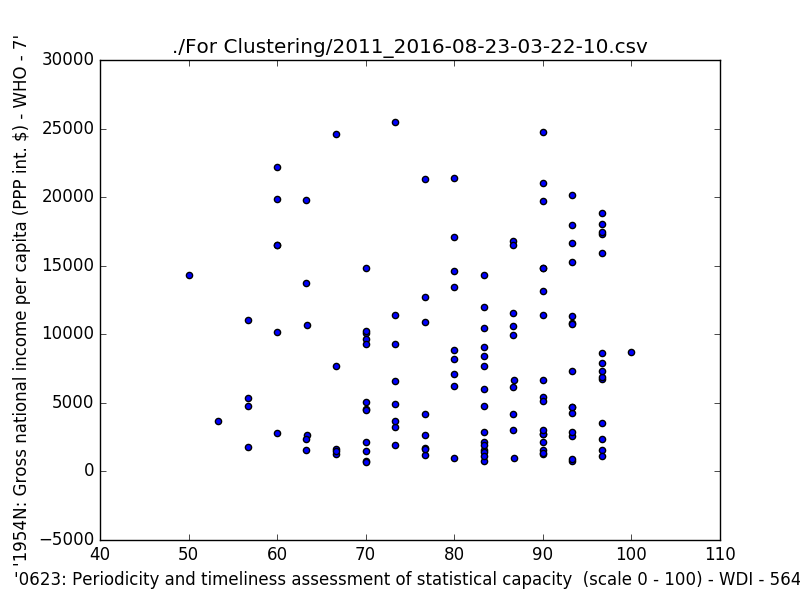 ./For Clustering/2011_2016-08-23-03-22-10.csv
'1954N: Gross national income per capita (PPP int. $) - WHO - 7'
30000
25000
20000
15000
10000
5000
0
−5000
40 50 60 70 80 90 100 110
'0623: Periodicity and timeliness assessment of statistical capacity  (scale 0 - 100) - WDI - 564